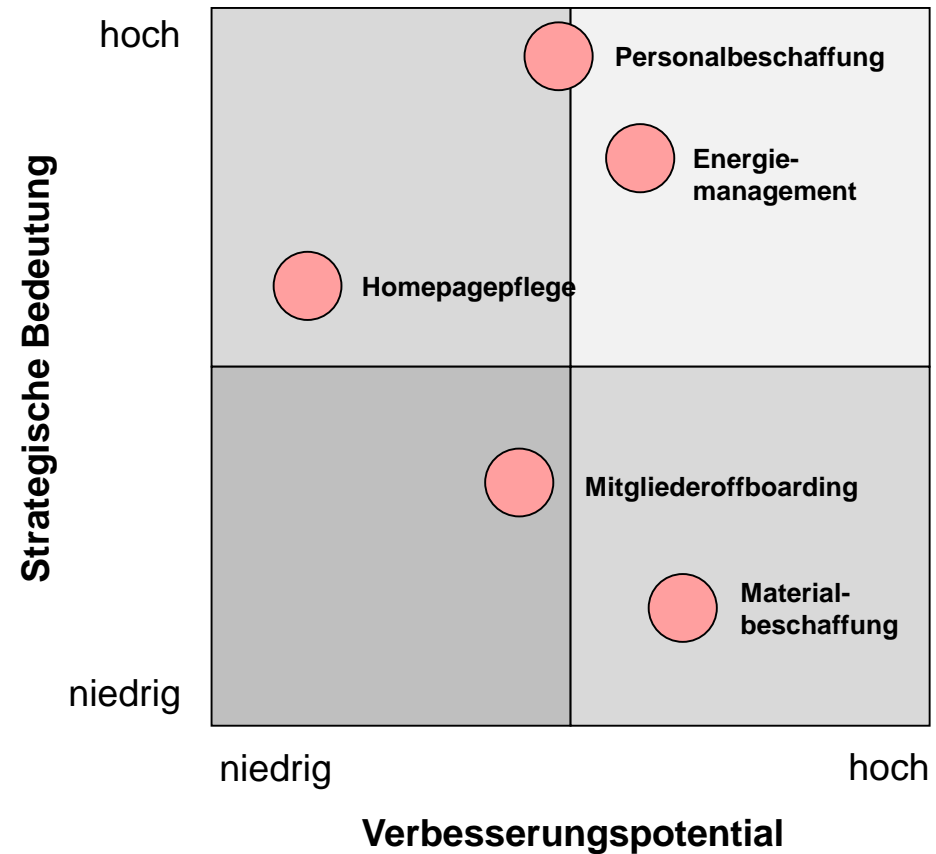 hoch
Personalbeschaffung
Energie-
management
Homepagepflege
Strategische Bedeutung
Mitgliederoffboarding
Material-
beschaffung
niedrig
niedrig
hoch
Verbesserungspotential